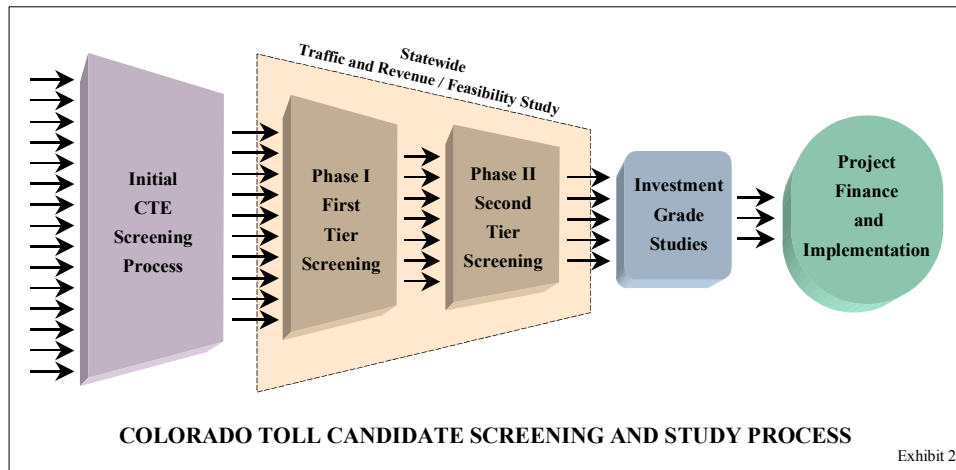 Statewide
Traffic and Revenue / Feasibility Study
Initial
CTE
Screening
Process
Phase I
First
Tier
Screening
Phase II
Second
Tier
Screening
Investment
Grade
Studies
Project
Finance
and
Implementation
COLORADO TOLL CANDIDATE SCREENING AND STUDY PROCESS
Exhibit 2